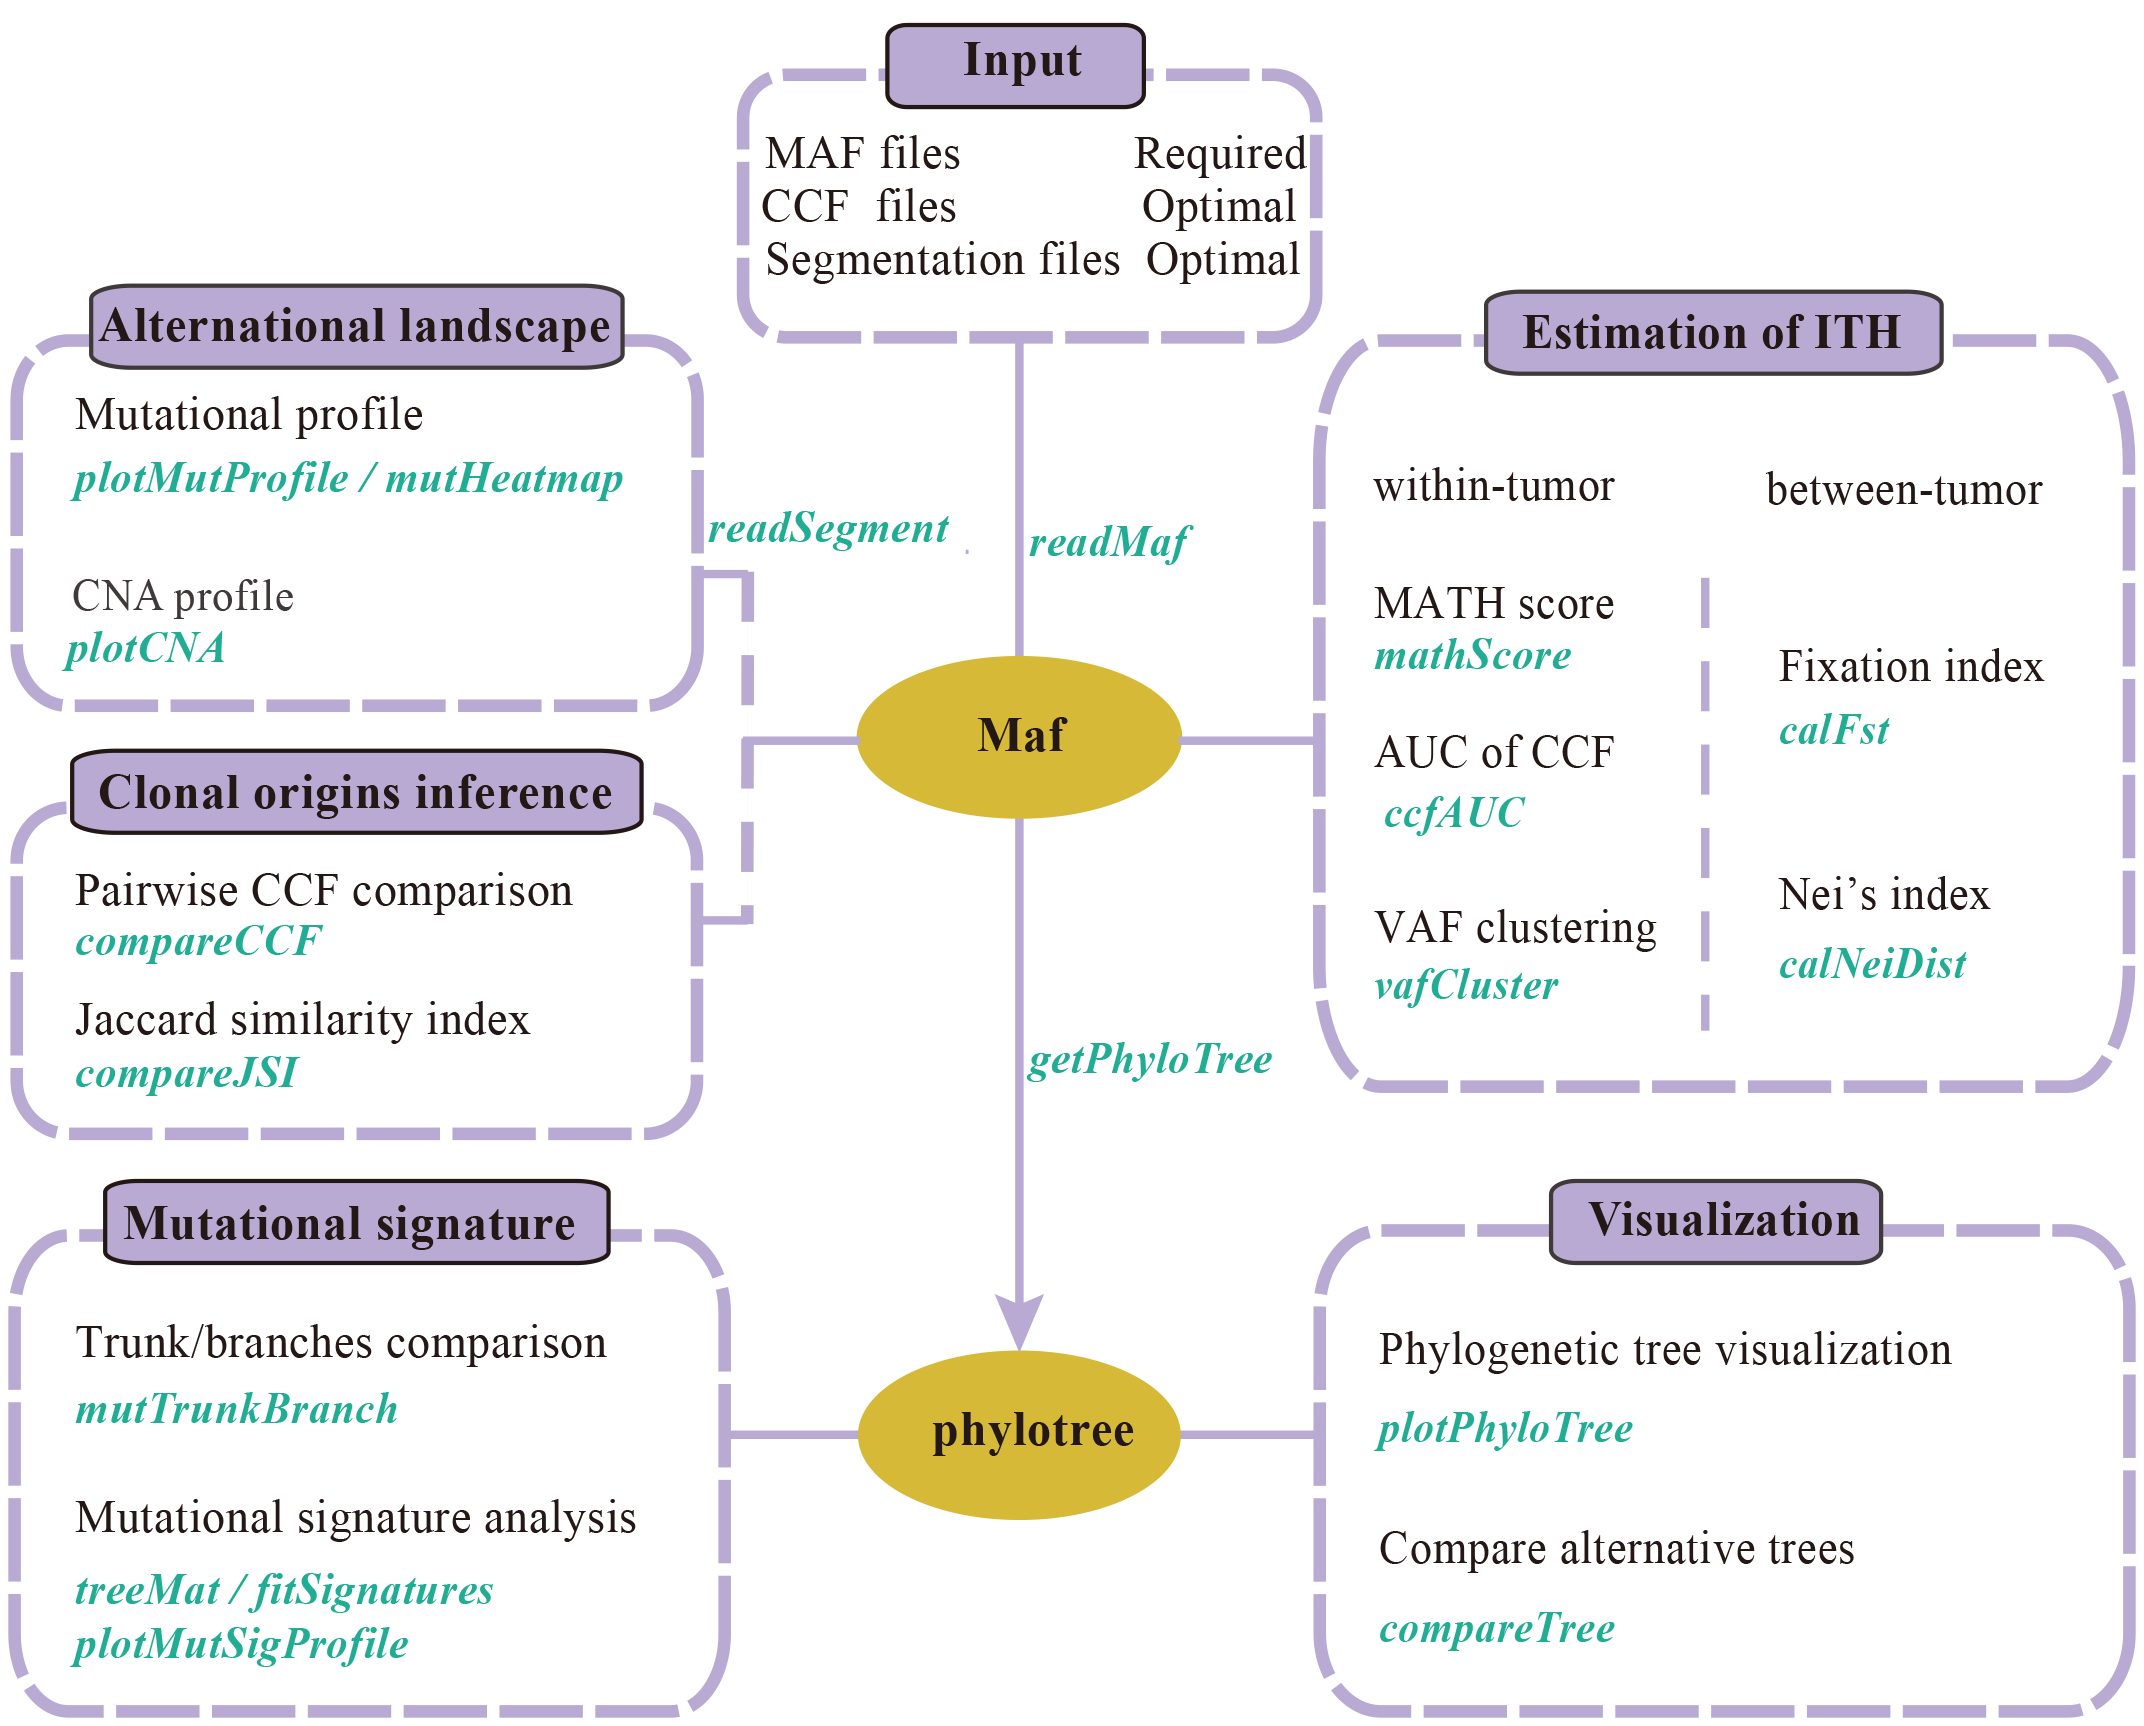 Input
MAF files Required
CCF files Optimal
Segmentation files Optimal
Alternational landscape
Mutational profile
plotMutProfile / mutHeatmap
CNA profile
plotCNA
readSegment
readMaf
Estimation of ITH
within-tumor
between-tumor
MATH score
mathScore
AUC of CCF
ccfAUC
VAF clustering
vafCluster
Fixation index
calFst
Nei’s index
calNeiDist
Maf
Clonal origins inference
Pairwise CCF comparison
compareCCF
Jaccard similarity index
compareJSI
getPhyloTree
Mutational signature
Trunk/branches comparison
mutTrunkBranch
Mutational signature analysis
treeMat / fitSignatures
plotMutSigProfile
phylotree
Visualization
Phylogenetic tree visualization
plotPhyloTree
Compare alternative trees
compareTree